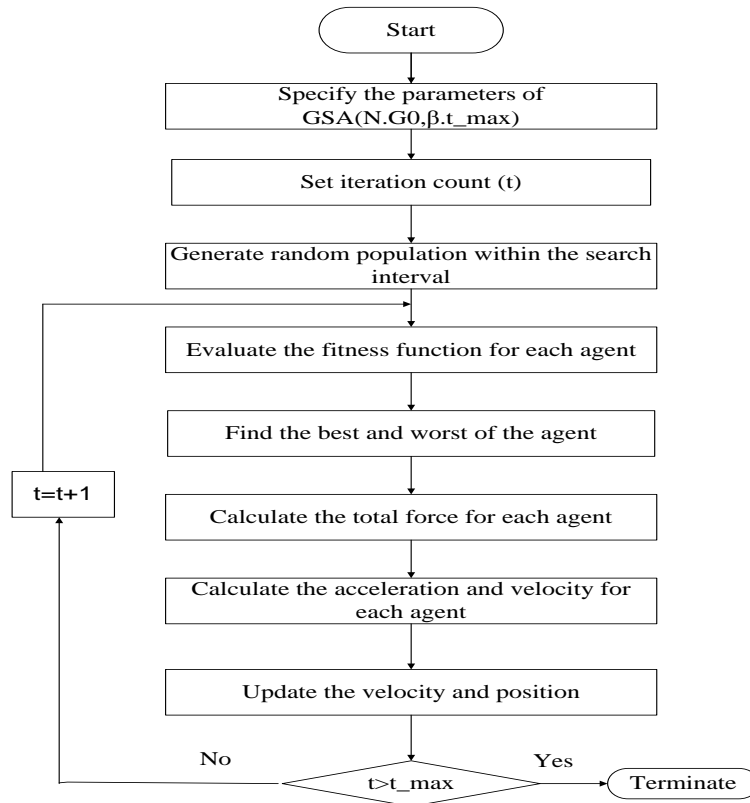 Start
Specify the parameters of
GSA(N.G0,β.t_max)
Set iteration count (t)
Generate random population within the search
interval
Evaluate the fitness function for each agent
Find the best and worst of the agent
t=t+1
Calculate the total force for each agent
Calculate the acceleration and velocity for
each agent
Update the velocity and position
No
Yes
t>t_max
Terminate